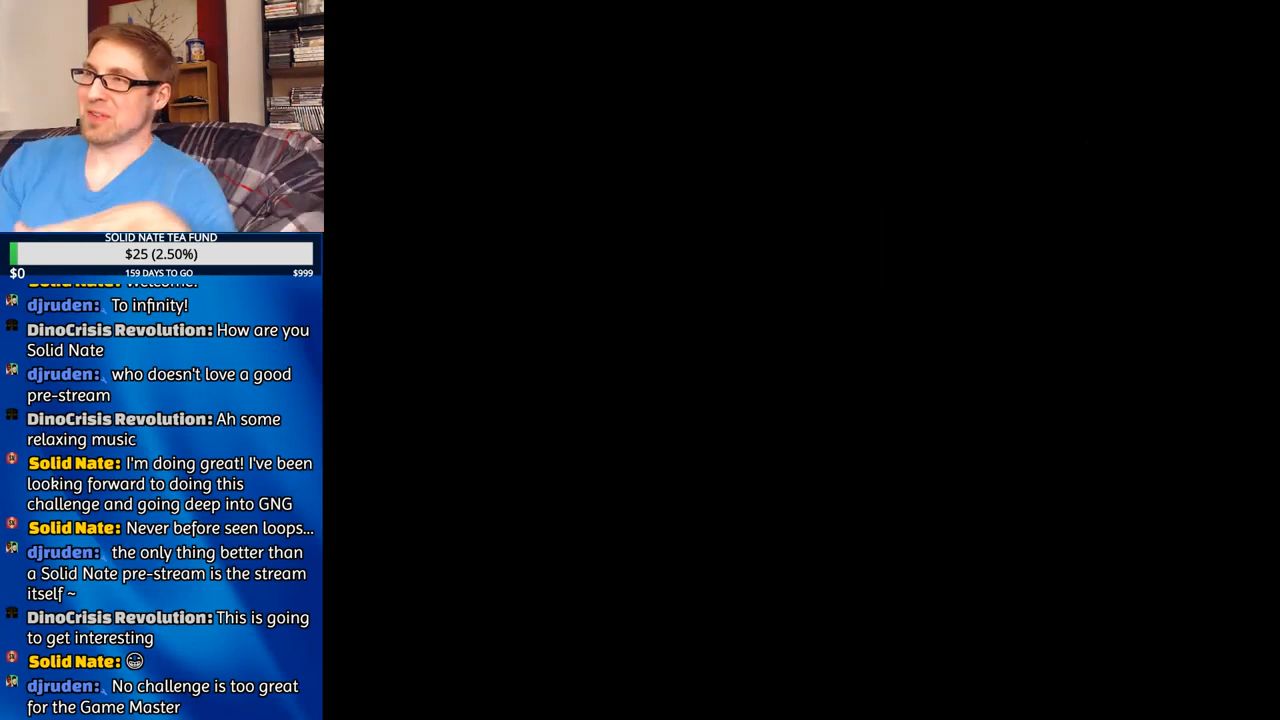 SOLID NATE TEA FUND
$25 (2.50%)
$0 159 DAYS TO GO $999
Solid Nate: Welcome!
djruden: To infinity!
DinoCrisis Revolution: How are you
Solid Nate
djruden: who doesn't love a good
pre-stream
DinoCrisis Revolution: Ah some
relaxing music
Solid Nate: I'm doing great! I've been
looking forward to doing this
challenge and going deep into GNG
Solid Nate: Never before seen loops...
djruden: the only thing better than
a Solid Nate pre-stream is the stream
itself ~
DinoCrisis Revolution: This is going
to get interesting
Solid Nate: 😁
djruden: No challenge is too great
for the Game Master